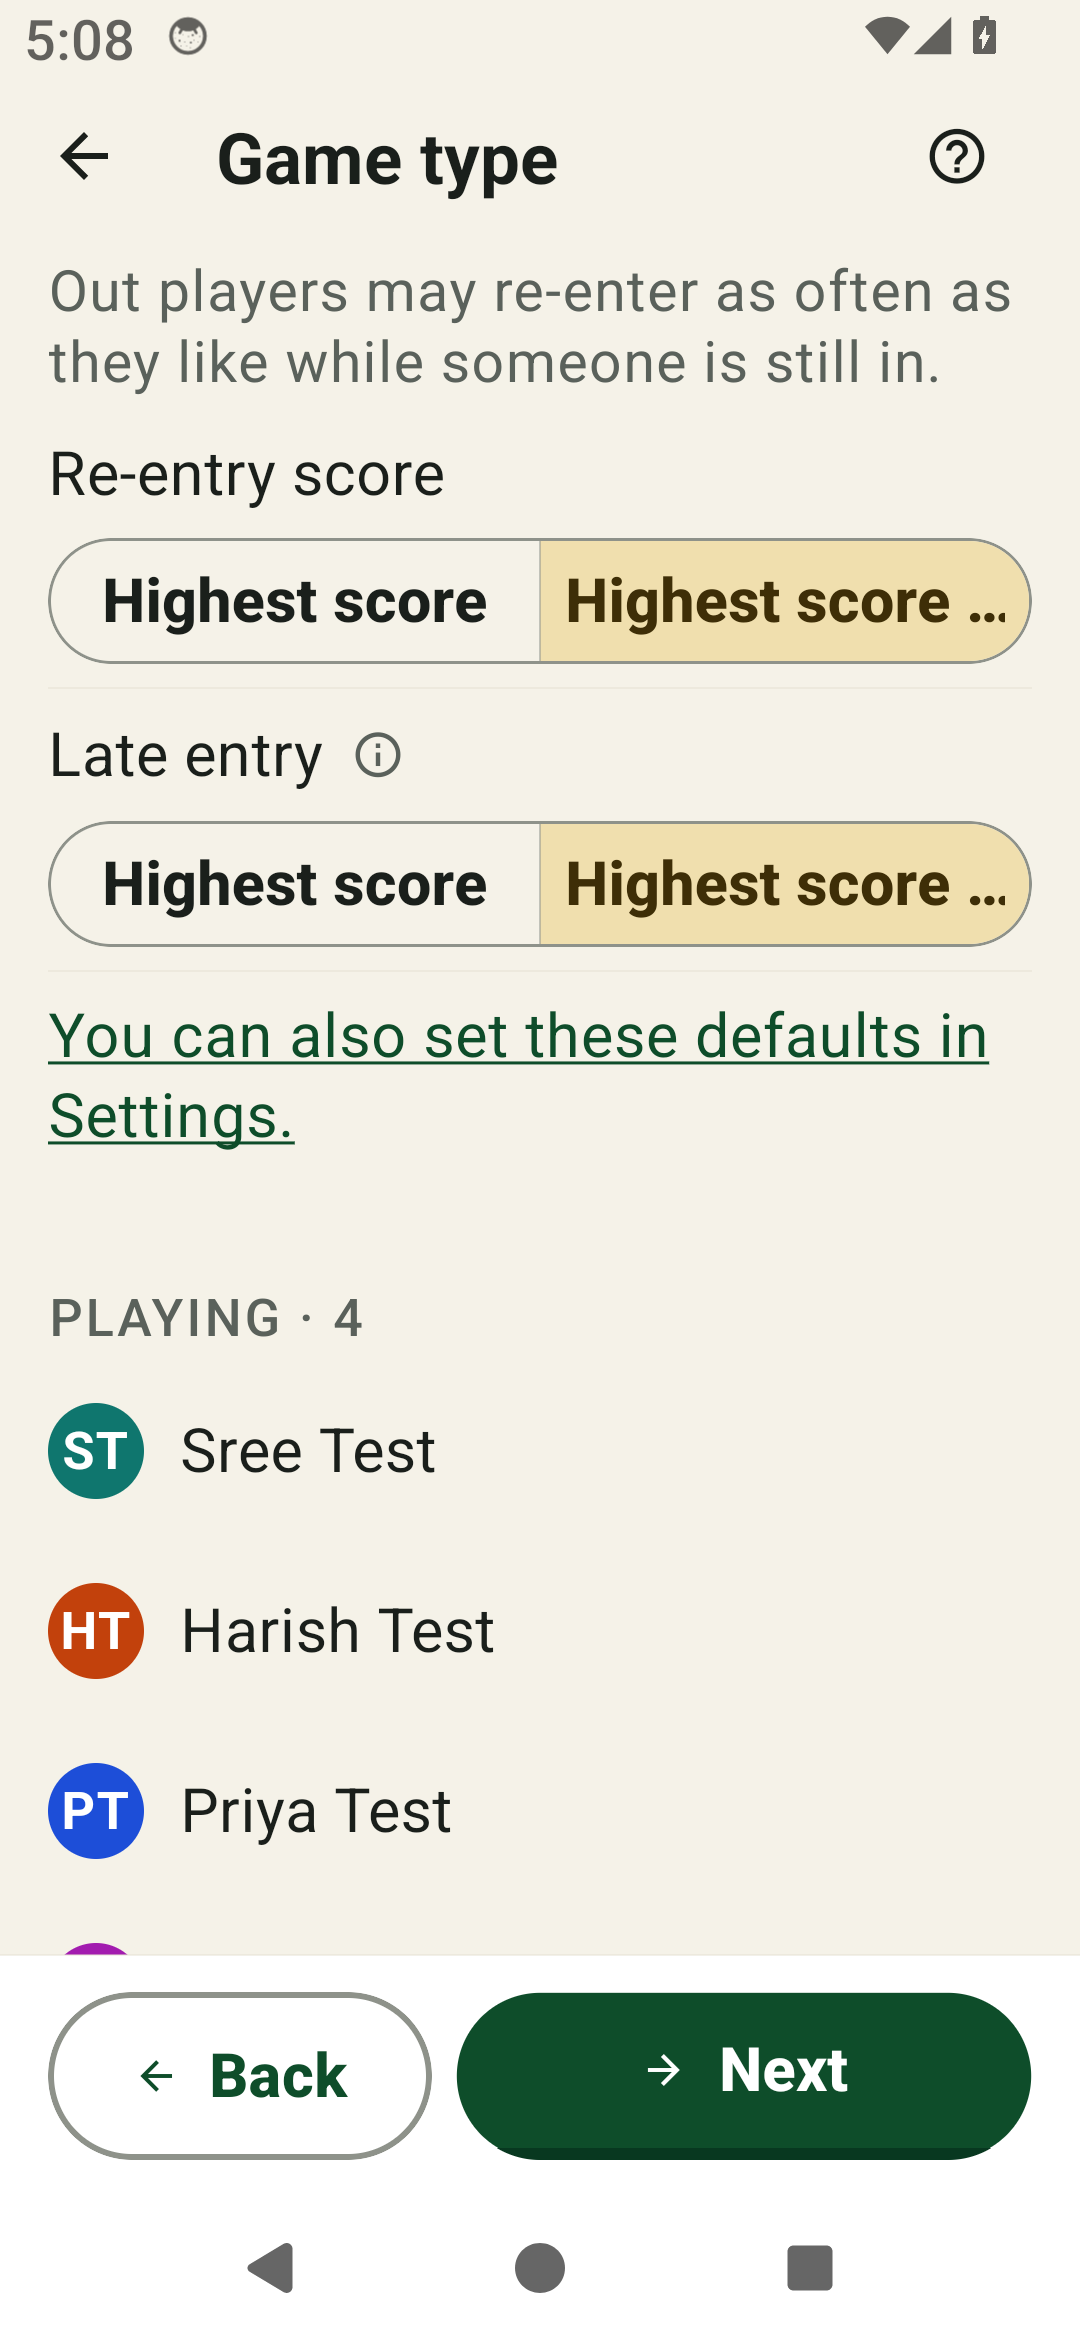 5:08
Game type
Out players may re-enter as often as
they like while someone is still in.
Re-entry score
Highest score
Highest score ...
Late entry
Highest score
Highest score ...
You can also set these defaults in
Settings.
PLAYING · 4
ST Sree Test
HT Harish Test
PT Priya Test
Back
Next